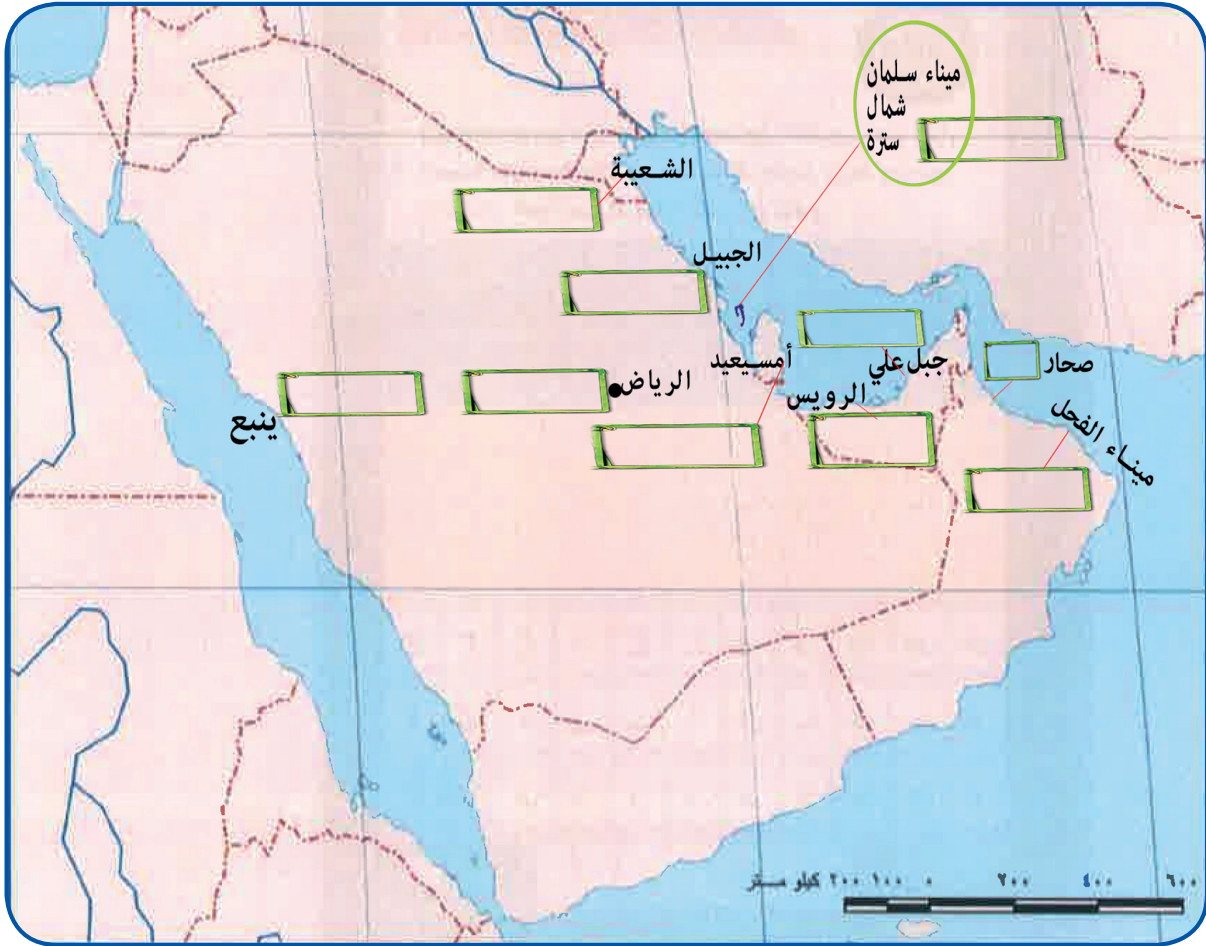 ميناء سلمان
شمال
سترة
الشعيبة
الجبيل
أمسيعيد
جبل علي
صحار
الرياض
الرويس
ينبع
ميناء الفحل
٢٠٠ ١٠٠ ٠ ٢٠٠ ٤٠٠ ٦٠٠
كيلو متر